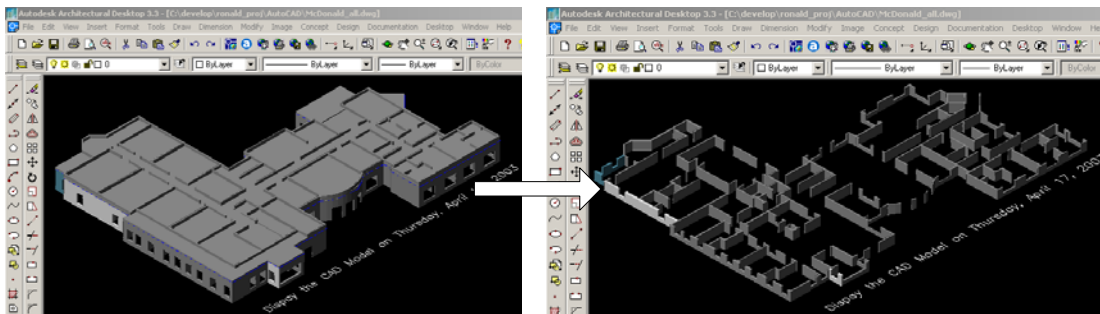 Autodesk Architectural Desktop 3.3 - [C:\develop\ronald_proj\AutoCAD\McDonald_all.dwg]
File Edit View Insert Format Tools Draw Dimension Modify Image Concept Design Documentation Desktop Window Help
0 ByLayer ByLayer ByLayer ByColor
Display the CAD Model on Thursday, April 2003
Autodesk Architectural Desktop 3.3 - [C:\develop\ronald_proj\AutoCAD\McDonald_all.dwg]
File Edit View Insert Format Tools Draw Dimension Modify Image Concept Design Documentation Desktop Window He
0 ByLayer ByLayer ByLayer ByColor
Display the CAD Model on Thursday, April 17, 2003